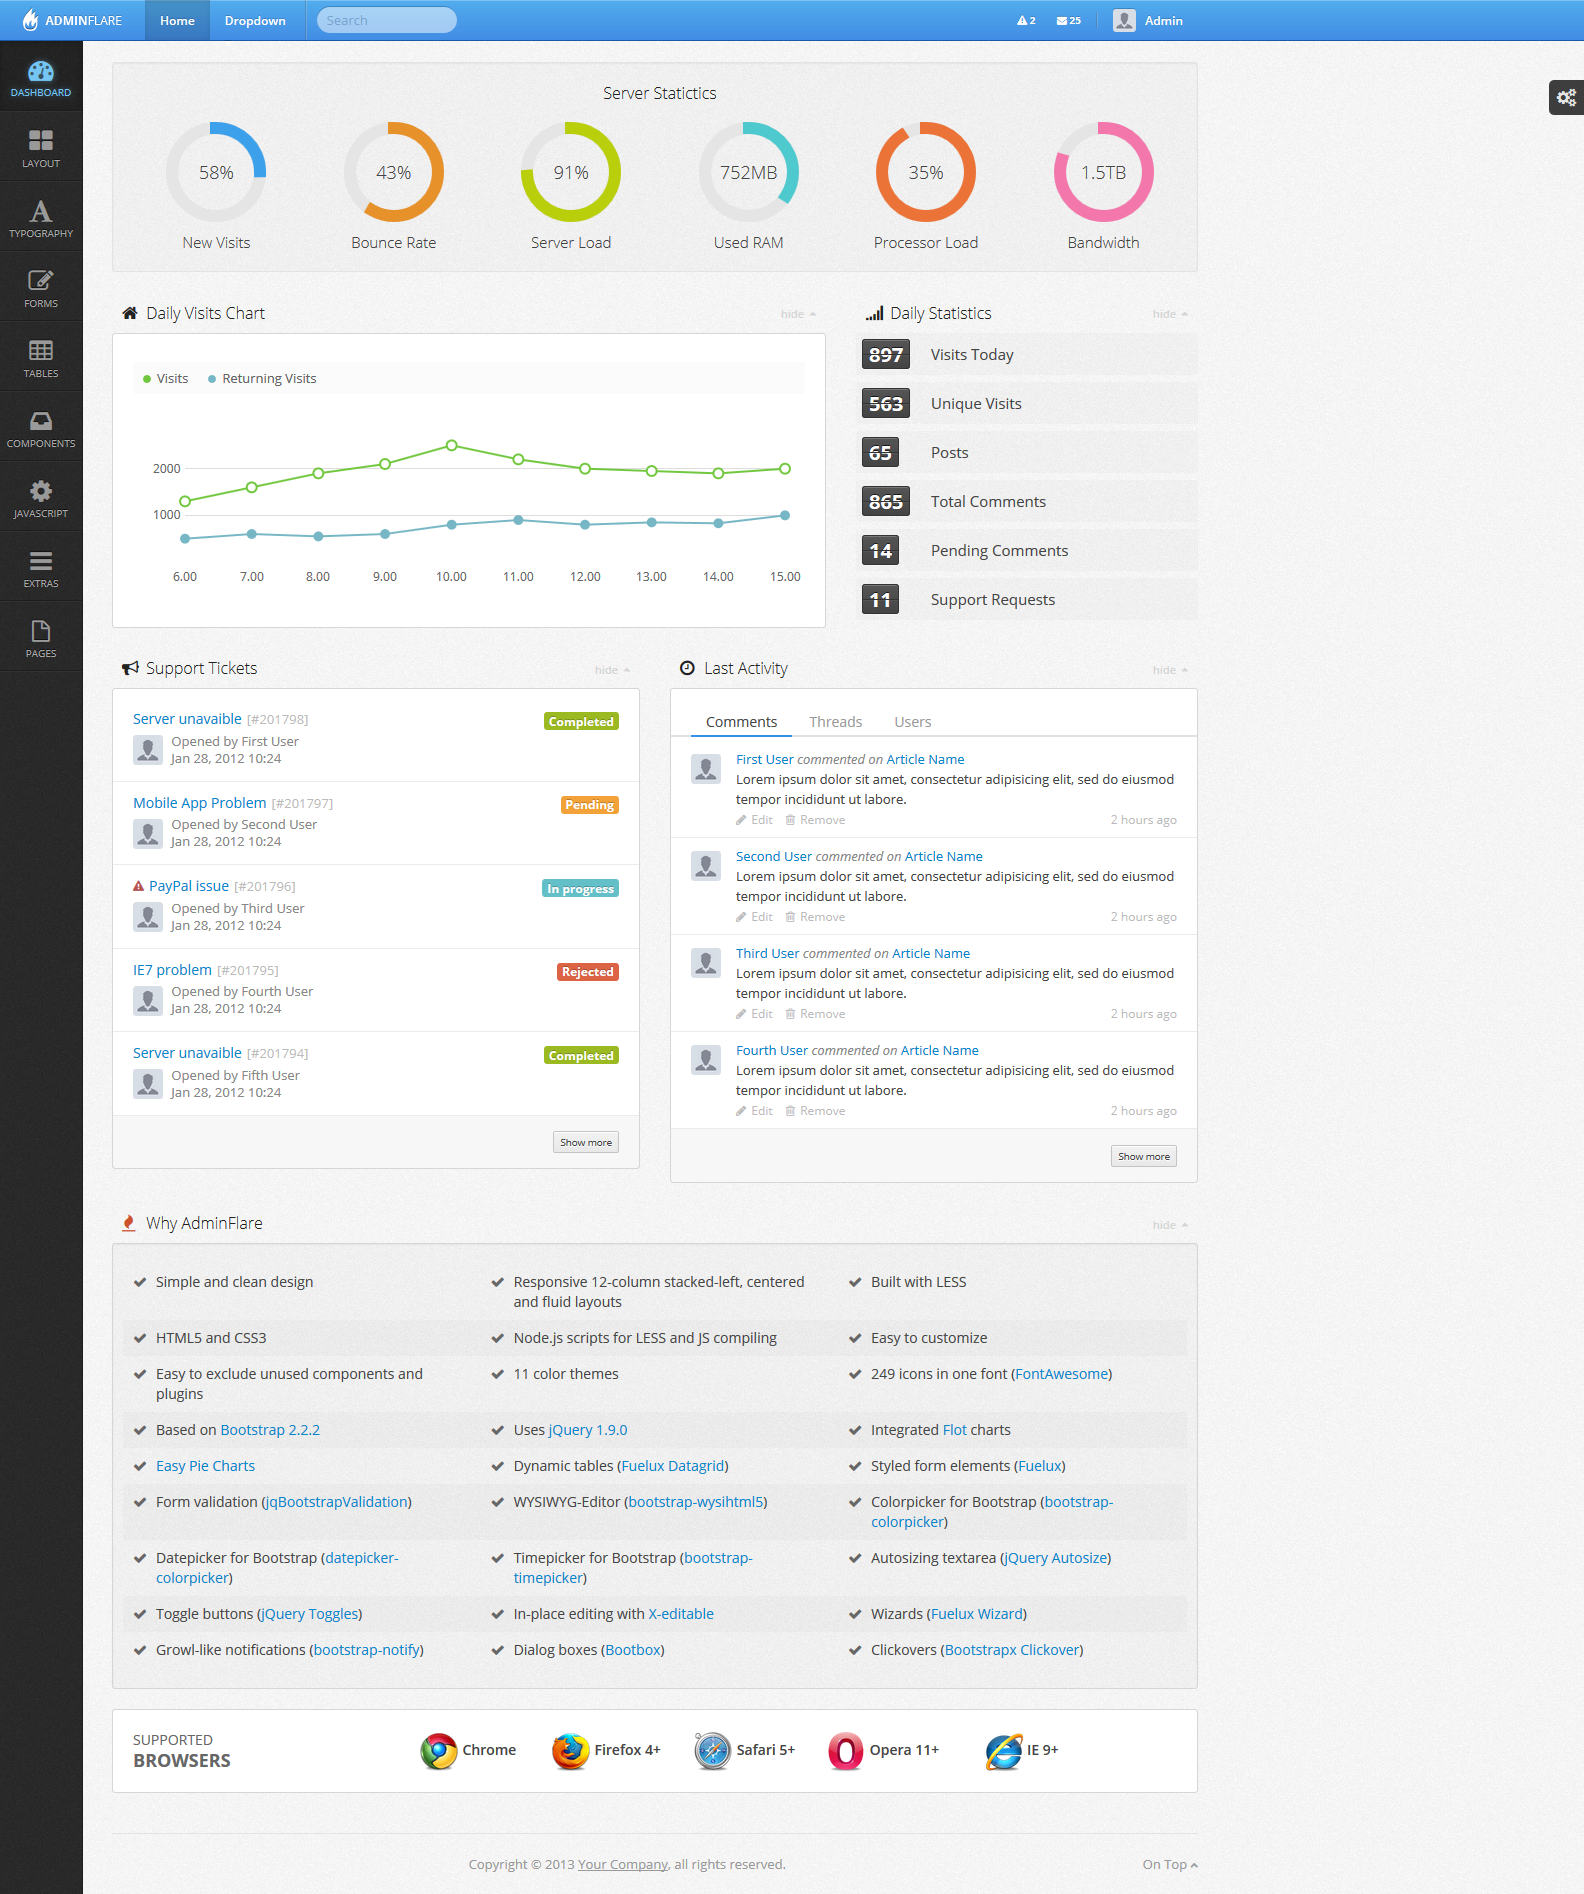 ADMINFLARE
Home
Dropdown
Search
2
25
Admin
DASHBOARD
LAYOUT
TYPOGRAPHY
FORMS
TABLES
COMPONENTS
JAVASCRIPT
EXTRAS
PAGES
Server Statictics
58%
43%
91%
752MB
35%
1.5TB
New Visits
Bounce Rate
Server Load
Used RAM
Processor Load
Bandwidth
Daily Visits Chart
hide
Visits
Returning Visits
2000
1000
6.00
7.00
8.00
9.00
10.00
11.00
12.00
13.00
14.00
15.00
Daily Statistics
hide
897 Visits Today
563 Unique Visits
65 Posts
865 Total Comments
14 Pending Comments
11 Support Requests
Support Tickets
hide
Server unavaible [#201798]
Completed
Opened by First User
Jan 28, 2012 10:24
Mobile App Problem [#201797]
Pending
Opened by Second User
Jan 28, 2012 10:24
PayPal issue [#201796]
In progress
Opened by Third User
Jan 28, 2012 10:24
IE7 problem [#201795]
Rejected
Opened by Fourth User
Jan 28, 2012 10:24
Server unavaible [#201794]
Completed
Opened by Fifth User
Jan 28, 2012 10:24
Show more
Last Activity
hide
Comments
Threads
Users
First User commented on Article Name
Lorem ipsum dolor sit amet, consectetur adipisicing elit, sed do eiusmod
tempor incididunt ut labore.
Edit Remove 2 hours ago
Second User commented on Article Name
Lorem ipsum dolor sit amet, consectetur adipisicing elit, sed do eiusmod
tempor incididunt ut labore.
Edit Remove 2 hours ago
Third User commented on Article Name
Lorem ipsum dolor sit amet, consectetur adipisicing elit, sed do eiusmod
tempor incididunt ut labore.
Edit Remove 2 hours ago
Fourth User commented on Article Name
Lorem ipsum dolor sit amet, consectetur adipisicing elit, sed do eiusmod
tempor incididunt ut labore.
Edit Remove 2 hours ago
Show more
Why AdminFlare
hide
Simple and clean design
Responsive 12-column stacked-left, centered
and fluid layouts
Built with LESS
HTML5 and CSS3
Node.js scripts for LESS and JS compiling
Easy to customize
Easy to exclude unused components and
plugins
11 color themes
249 icons in one font (FontAwesome)
Based on Bootstrap 2.2.2
Uses jQuery 1.9.0
Integrated Flot charts
Easy Pie Charts
Dynamic tables (Fuelux Datagrid)
Styled form elements (Fuelux)
Form validation (jqBootstrapValidation)
WYSIWYG-Editor (bootstrap-wysihtml5)
Colorpicker for Bootstrap (bootstrap-
colorpicker)
Datepicker for Bootstrap (datepicker-
colorpicker)
Timepicker for Bootstrap (bootstrap-
timepicker)
Autosizing textarea (jQuery Autosize)
Toggle buttons (jQuery Toggles)
In-place editing with X-editable
Wizards (Fuelux Wizard)
Growl-like notifications (bootstrap-notify)
Dialog boxes (Bootbox)
Clickovers (Bootstrapx Clickover)
SUPPORTED
BROWSERS
Chrome
Firefox 4+
Safari 5+
Opera 11+
IE 9+
Copyright © 2013 Your Company, all rights reserved.
On Top